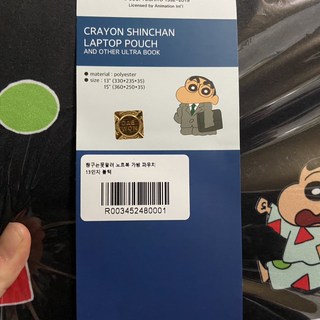 Licensed by Animation Int'l
CRAYON SHINCHAN
LAPTOP POUCH
AND OTHER ULTRA BOOK
• material : polyester
• size : 13" (330*235*35)
15" (360*250*35)
짱구는못말려 노트북 가방 파우치
13인치 블랙
R003452480001